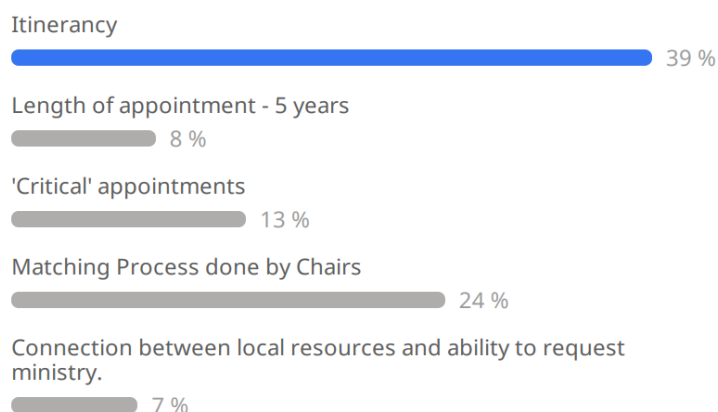 Itinerancy
39 %
Length of appointment - 5 years
8 %
'Critical' appointments
13 %
Matching Process done by Chairs
24 %
Connection between local resources and ability to request
ministry.
7 %